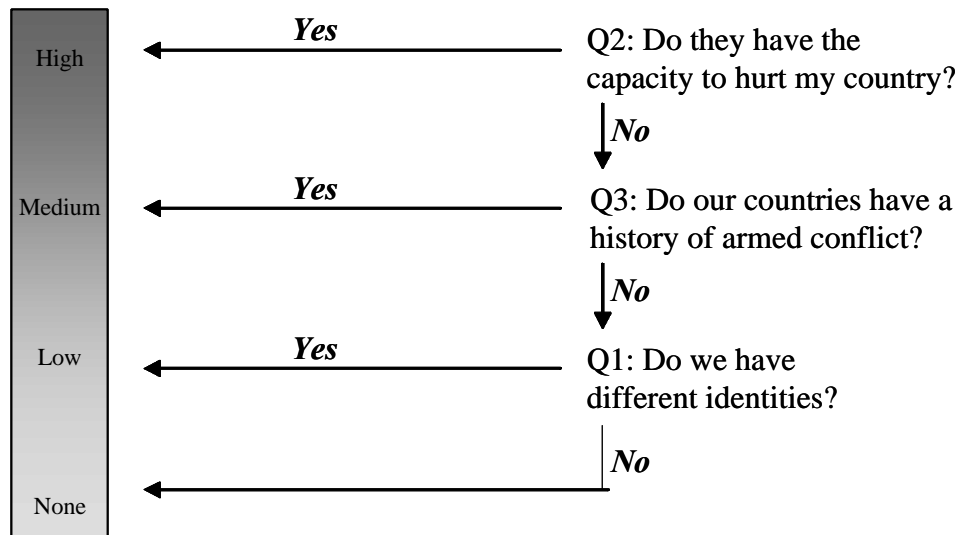 High
Yes
Q2: Do they have the
capacity to hurt my country?
No
Medium
Yes
Q3: Do our countries have a
history of armed conflict?
No
Low
Yes
Q1: Do we have
different identities?
No
None